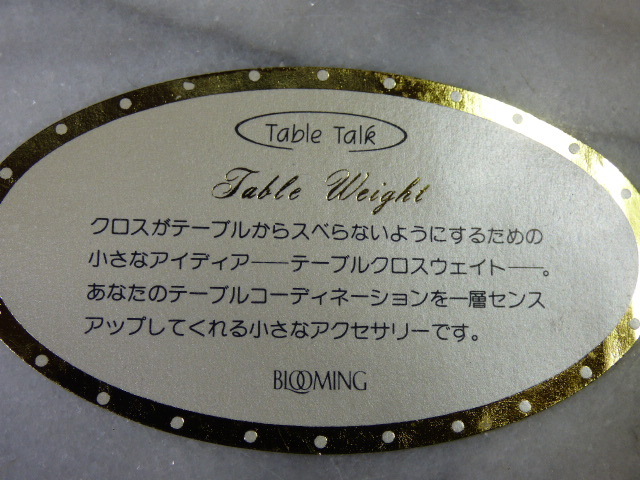 Table Talk
Table Weight
クロスがテーブルからスベらないようにするための
小さなアイディア──テーブルクロスウェイト──。
あなたのテーブルコーディネーションを一層センス
アップしてくれる小さなアクセサリーです。
BLOOMING